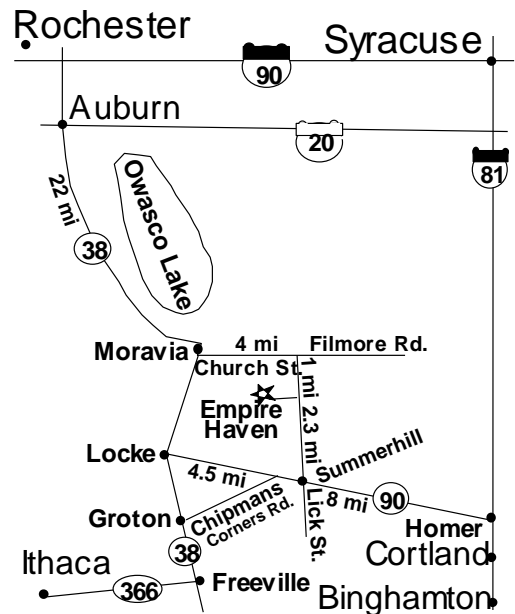 Rochester
Syracuse
90
Auburn
20
81
22 mi
Owasco Lake
38
Moravia
4 mi
Filmore Rd.
Church St.
1 mi
2.3 mi
Empire
Haven
Locke
4.5 mi
Summerhill
Chipmans
Corners Rd.
Lick St.
8 mi
90
Groton
Homer
38
Ithaca
Cortland
366
Freeville
Binghamton